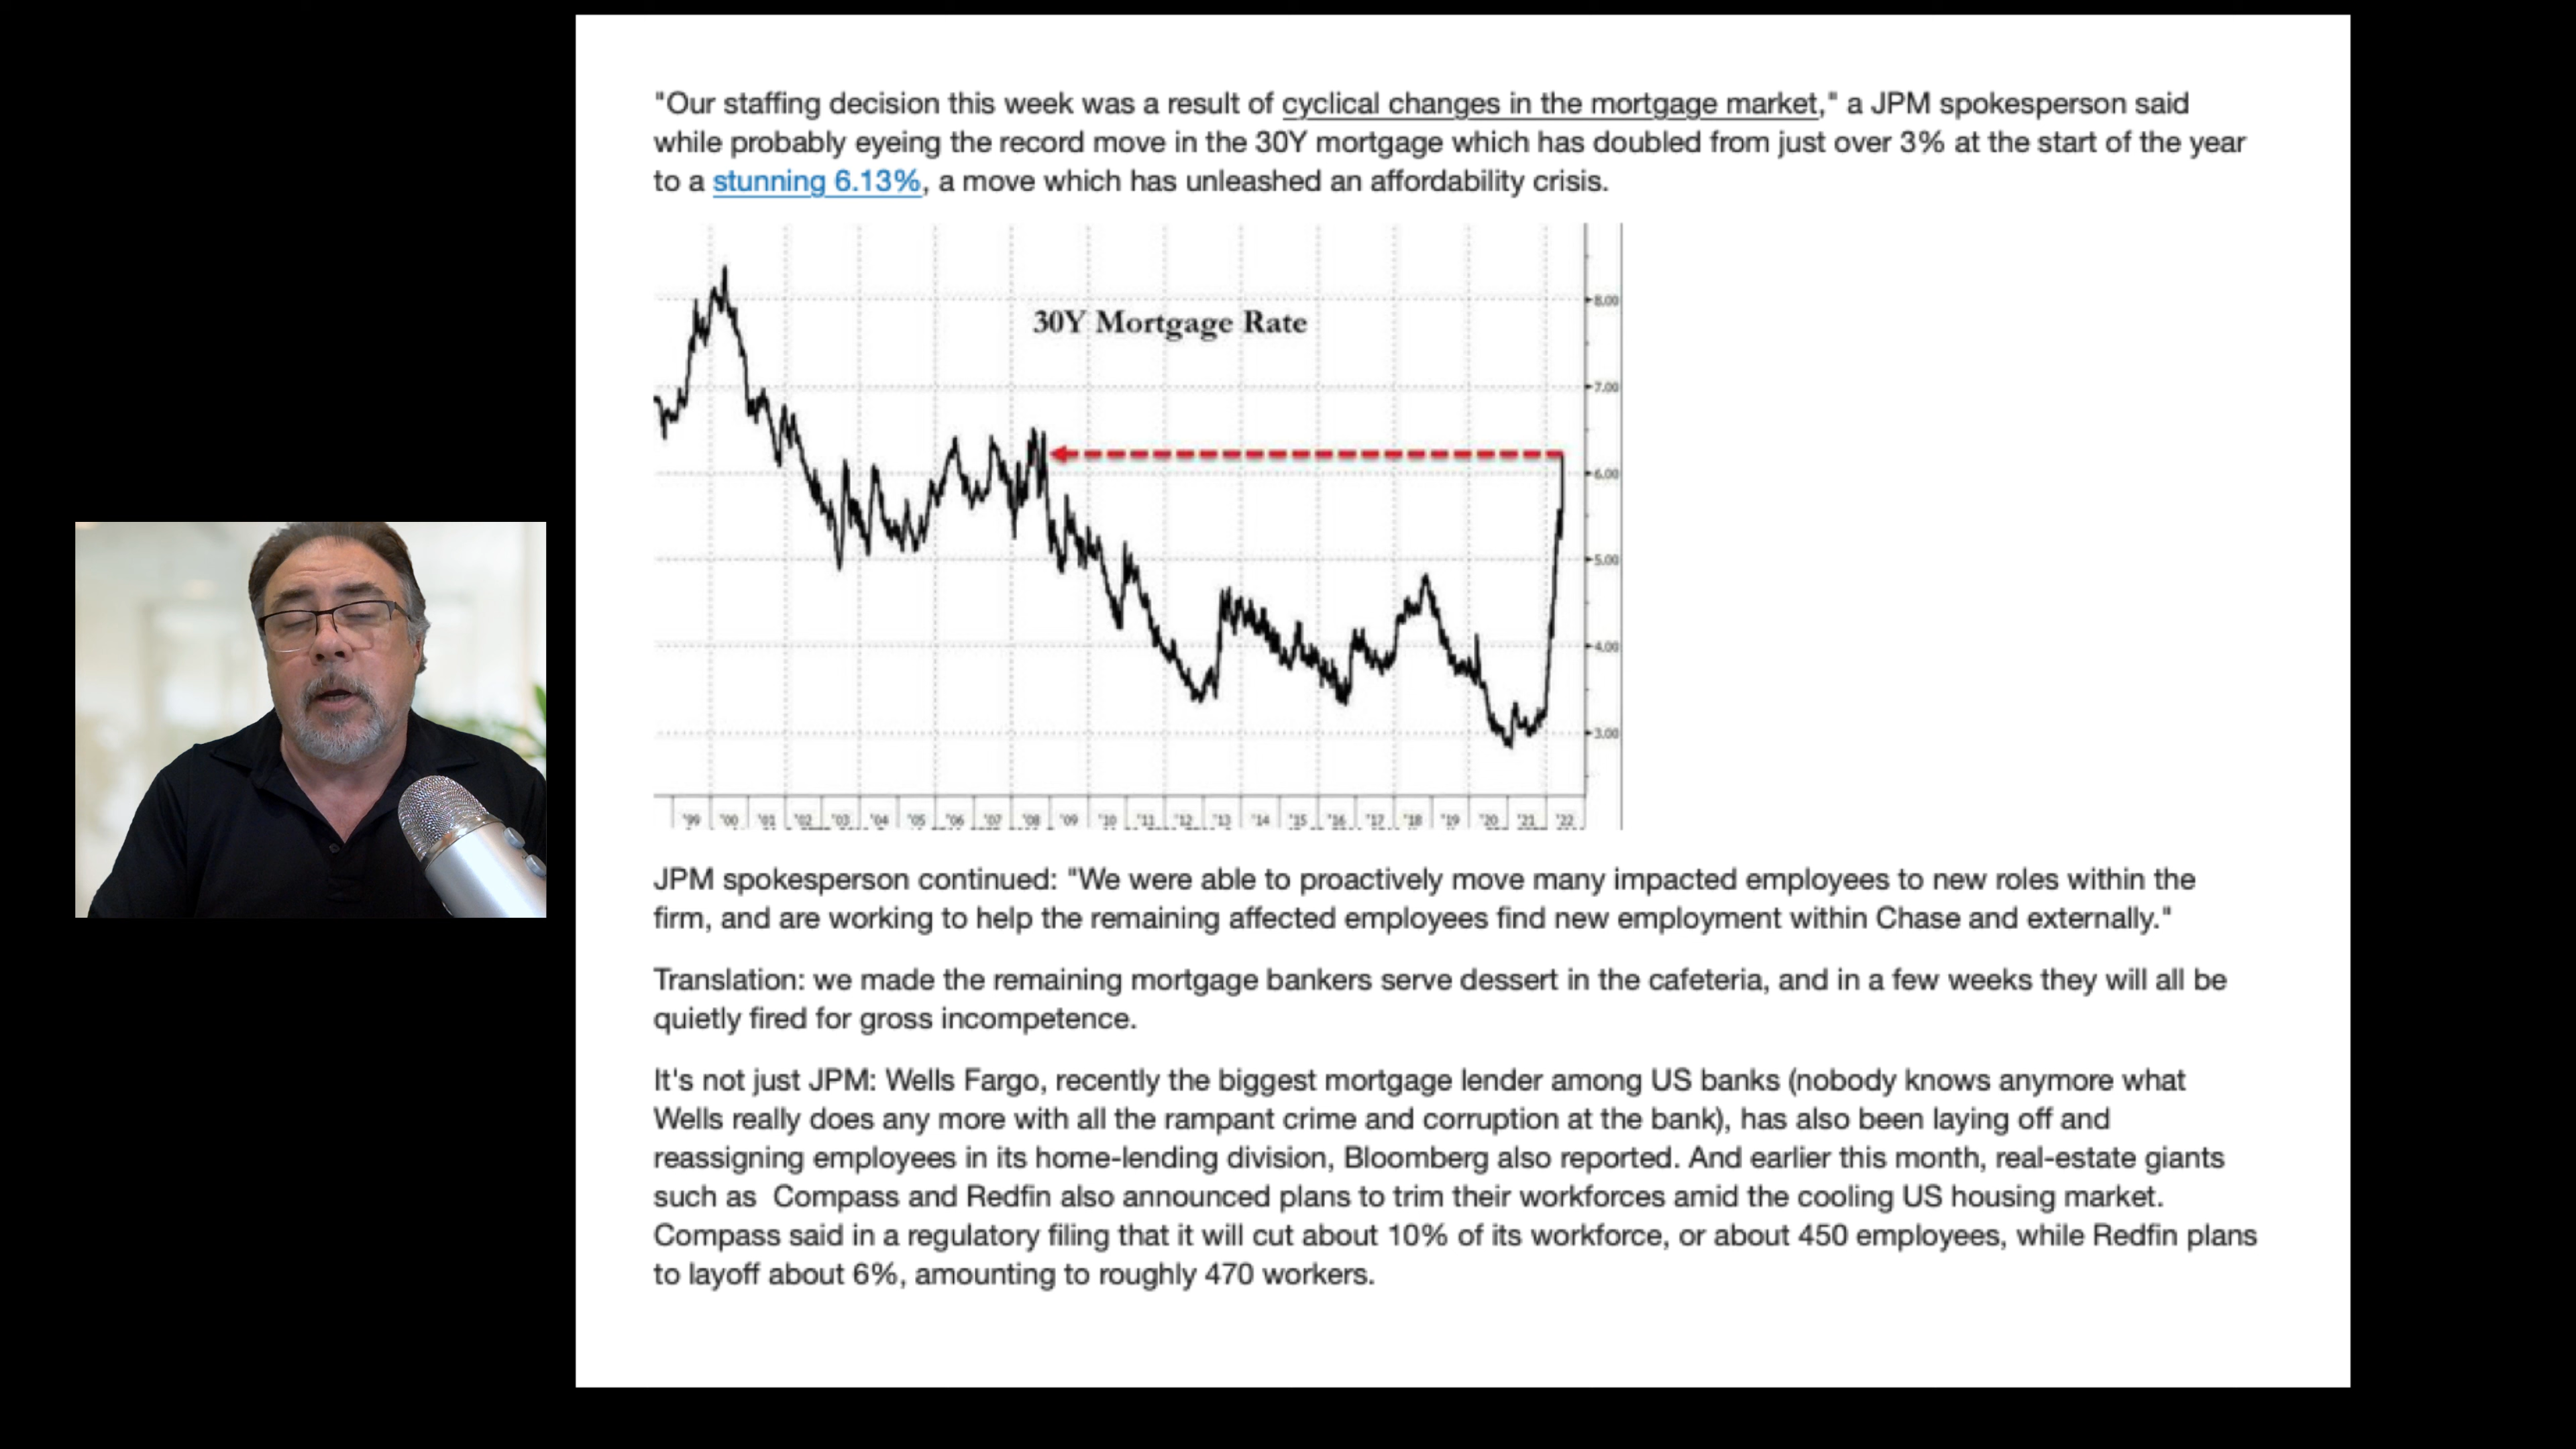 "Our staffing decision this week was a result of cyclical changes in the mortgage market," a JPM spokesperson said
while probably eyeing the record move in the 30Y mortgage which has doubled from just over 3% at the start of the year
to a stunning 6.13%, a move which has unleashed an affordability crisis.
30Y Mortgage Rate
8.00
7.00
6.00
5.00
4.00
3.00
'99 '00 '01 '02 '03 '04 '05 '06 '07 '08 '09 '10 '11 '12 '13 '14 '15 '16 '17 '18 '19 '20 '21 '22
JPM spokesperson continued: "We were able to proactively move many impacted employees to new roles within the
firm, and are working to help the remaining affected employees find new employment within Chase and externally."
Translation: we made the remaining mortgage bankers serve dessert in the cafeteria, and in a few weeks they will all be
quietly fired for gross incompetence.
It's not just JPM: Wells Fargo, recently the biggest mortgage lender among US banks (nobody knows anymore what
Wells really does any more with all the rampant crime and corruption at the bank), has also been laying off and
reassigning employees in its home-lending division, Bloomberg also reported. And earlier this month, real-estate giants
such as Compass and Redfin also announced plans to trim their workforces amid the cooling US housing market.
Compass said in a regulatory filing that it will cut about 10% of its workforce, or about 450 employees, while Redfin plans
to layoff about 6%, amounting to roughly 470 workers.